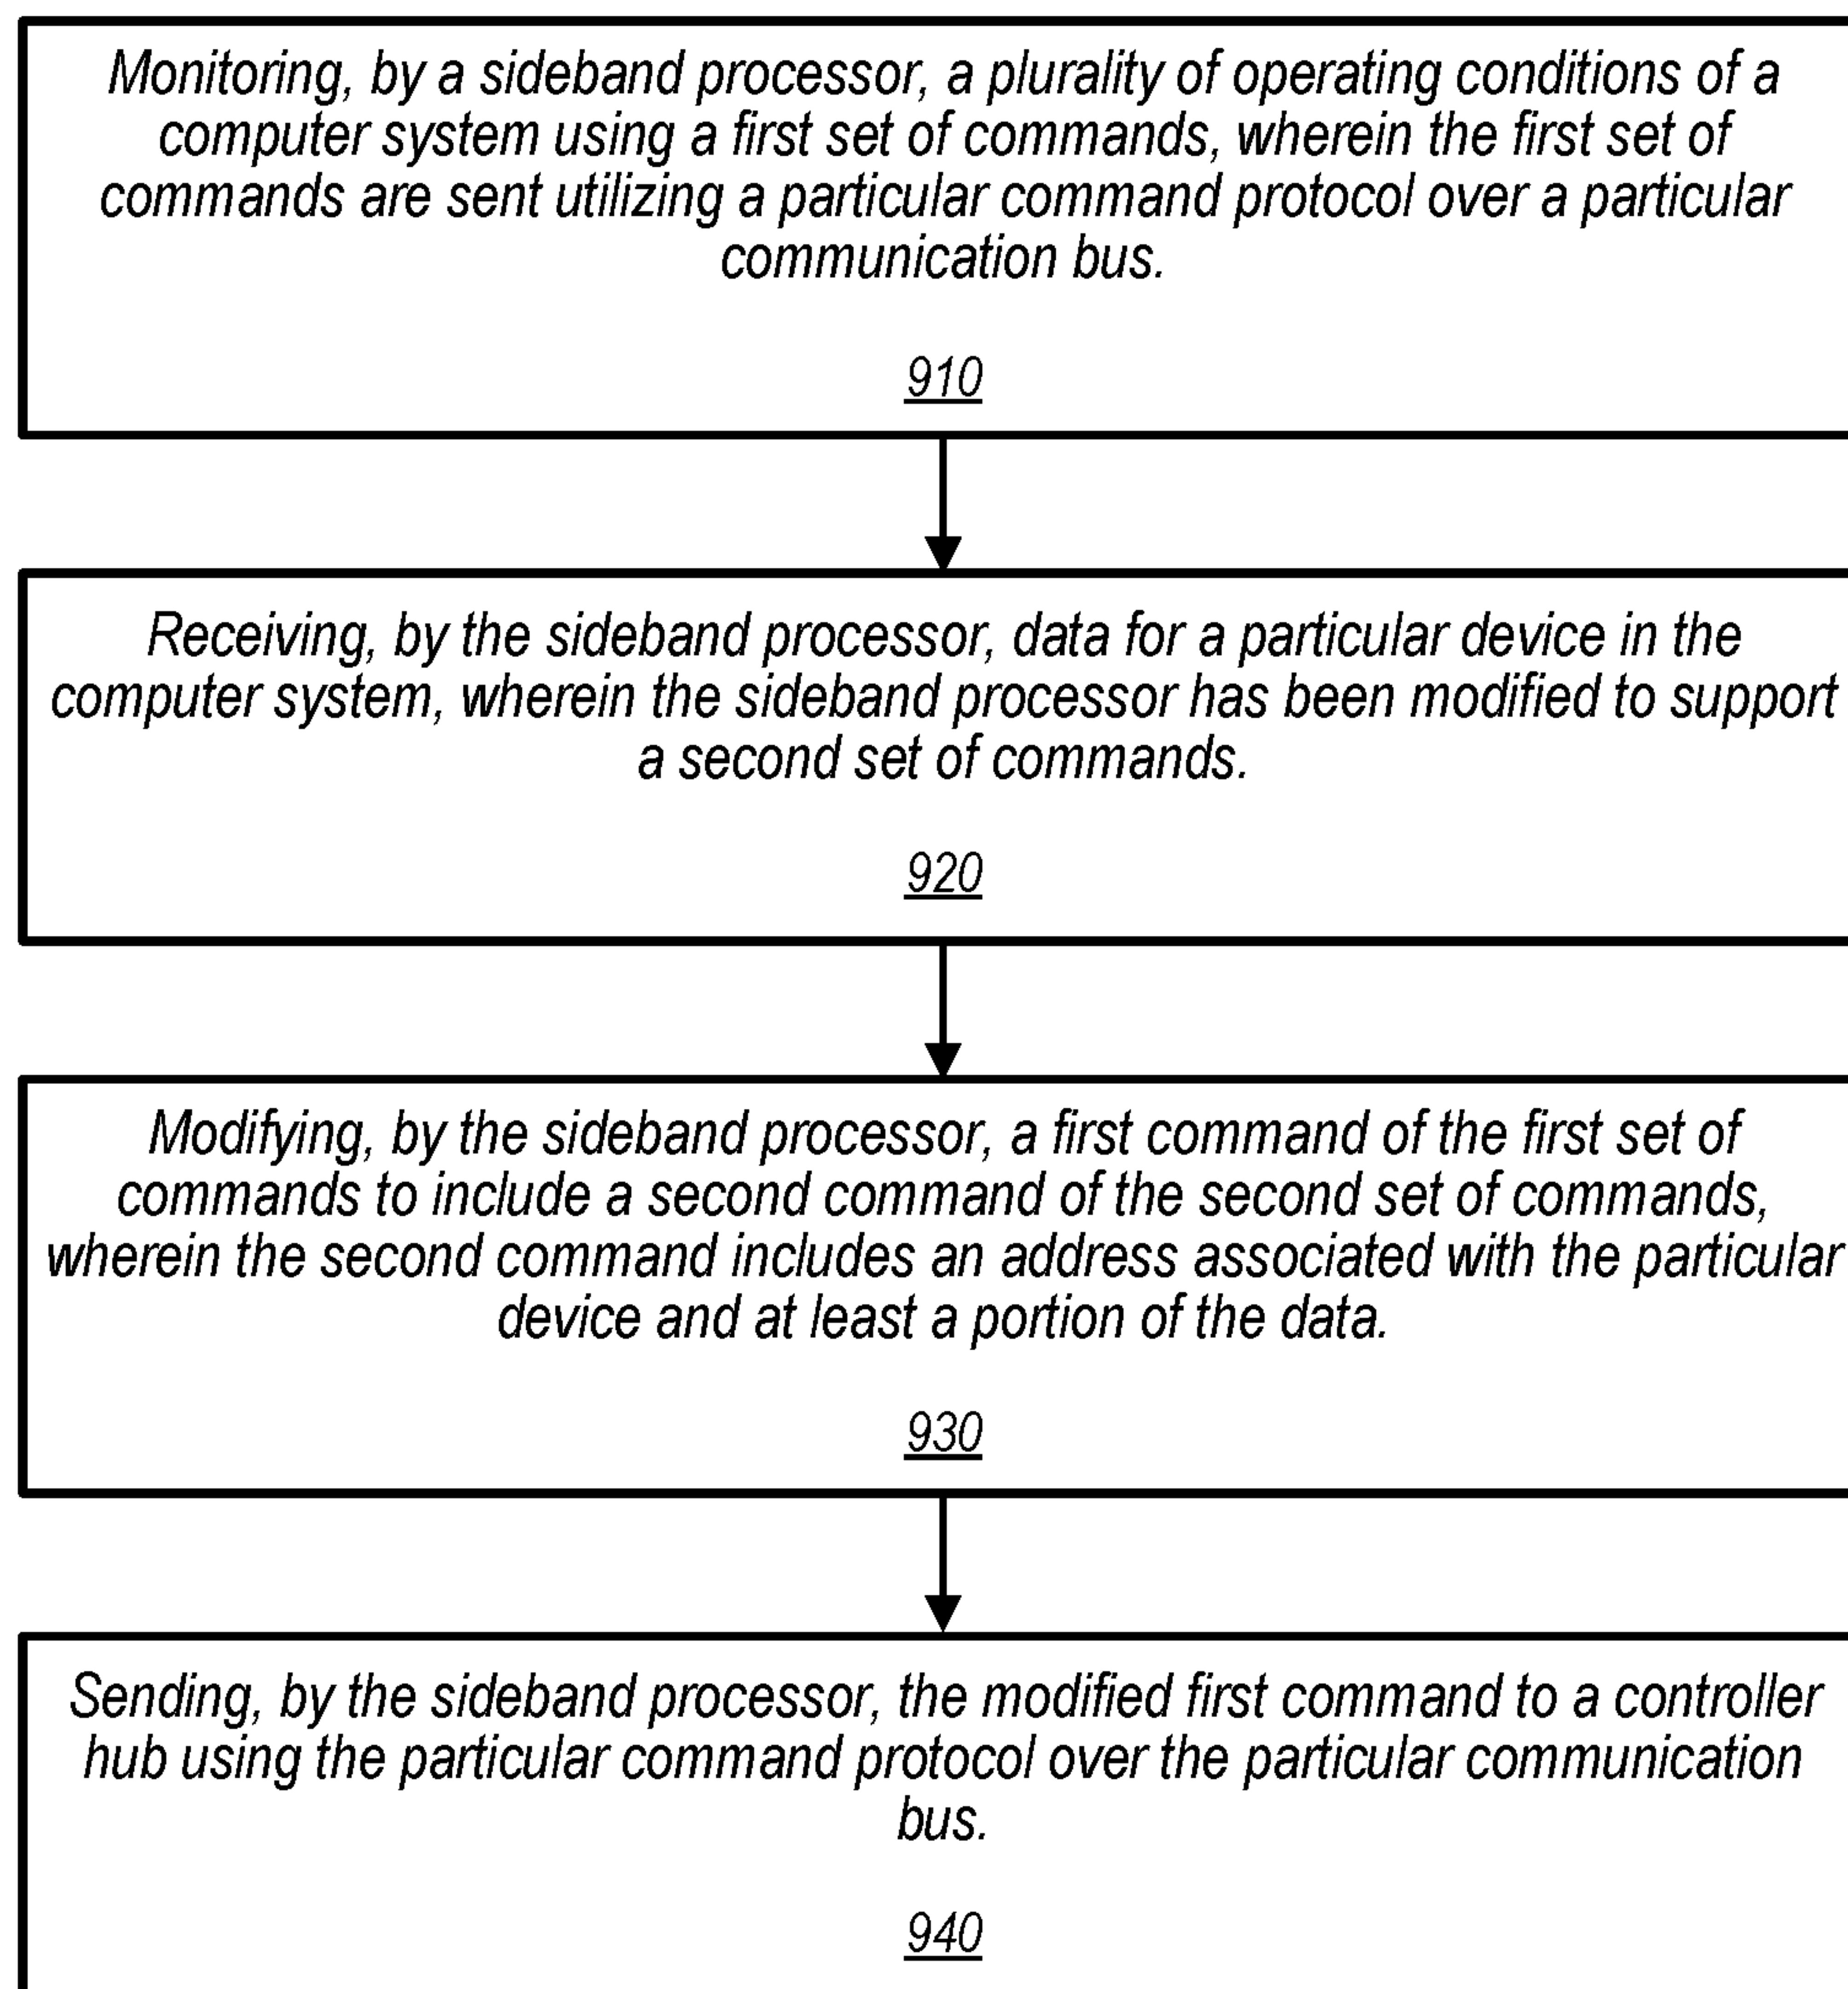 Monitoring, by a sideband processor, a plurality of operating conditions of a
computer system using a first set of commands, wherein the first set of
commands are sent utilizing a particular command protocol over a particular
communication bus.
910
Receiving, by the sideband processor, data for a particular device in the
computer system, wherein the sideband processor has been modified to support
a second set of commands.
920
Modifying, by the sideband processor, a first command of the first set of
commands to include a second command of the second set of commands,
wherein the second command includes an address associated with the particular
device and at least a portion of the data.
930
Sending, by the sideband processor, the modified first command to a controller
hub using the particular command protocol over the particular communication
bus.
940